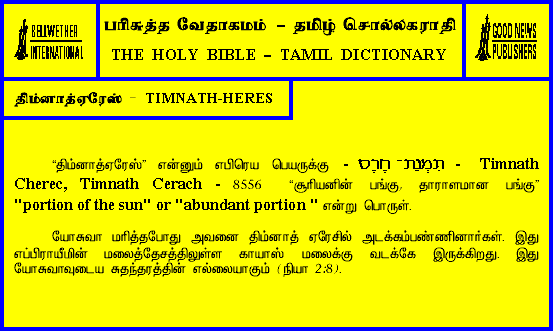 BELLWETHER
INTERNATIONAL
பரிசுத்த வேதாகமம் – தமிழ் சொல்லகராதி
THE HOLY BIBLE – TAMIL DICTIONARY
GOOD NEWS
PUBLISHERS
திம்னாத்ஏரேஸ் – TIMNATH-HERES
“திம்னாத்ஏரேஸ்” என்னும் எபிரெய பெயருக்கு - תִּמְנַת־ חֶרֶס - Timnath
Cherec, Timnath Cerach - 8556 “சூரியனின் பங்கு, தாராளமான பங்கு”
"portion of the sun" or "abundant portion " என்று பொருள்.
யோசுவா மரித்தபோது அவனை திம்னாத் ஏரேசில் அடக்கம்பண்ணினார்கள். இது
எப்பிராயீமின் மலைத்தேசத்திலுள்ள காயாஸ் மலைக்கு வடக்கே இருக்கிறது. இது
யோசுவாவுடைய சுதந்தரத்தின் எல்லையாகும் (நியா 2:8).